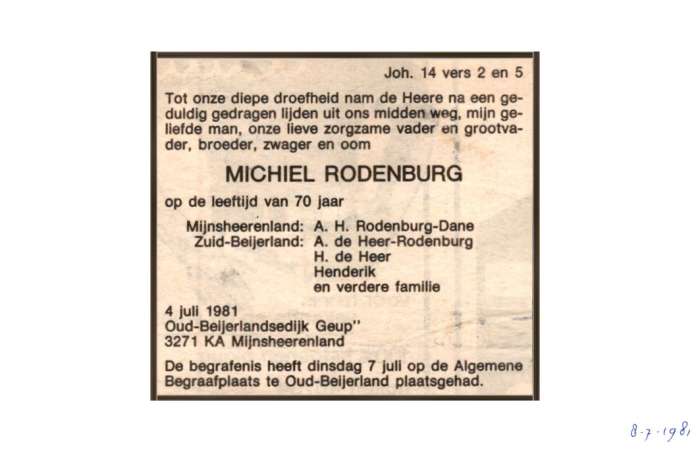 Joh. 14 vers 2 en 5
Tot onze diepe droefheid nam de Heere na een ge-
duldig gedragen lijden uit ons midden weg, mijn ge-
liefde man, onze lieve zorgzame vader en grootva-
der, broeder, zwager en oom
MICHIEL RODENBURG
op de leeftijd van 70 jaar
Mijnsheerenland: A. H. Rodenburg-Dane
Zuid-Beijerland: A. de Heer-Rodenburg
H. de Heer
Henderik
en verdere familie
4 juli 1981
Oud-Beijerlandsedijk Geup"
3271 KA Mijnsheerenland
De begrafenis heeft dinsdag 7 juli op de Algemene
Begraafplaats te Oud-Beijerland plaatsgehad.
8-7-1981